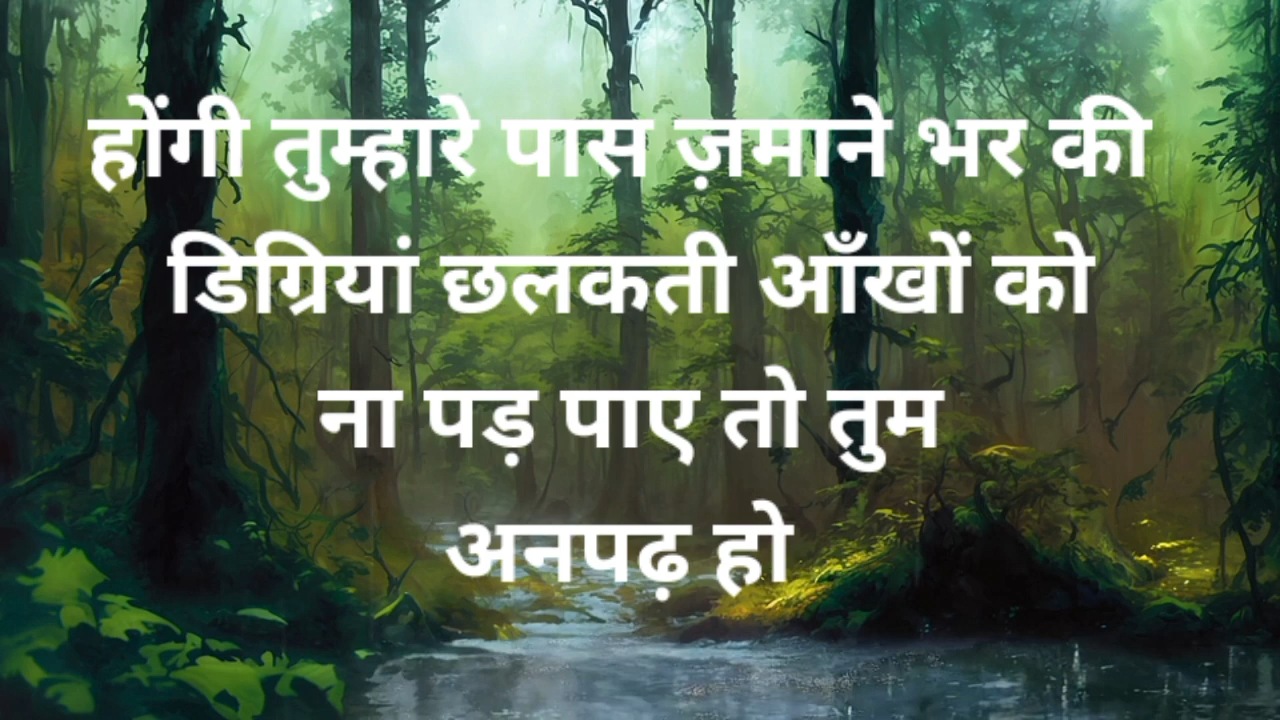 होंगी तुम्हारे पास ज़माने भर की
डिग्रियां छलकती आँखों को
ना पड़ पाए तो तुम
अनपढ़ हो